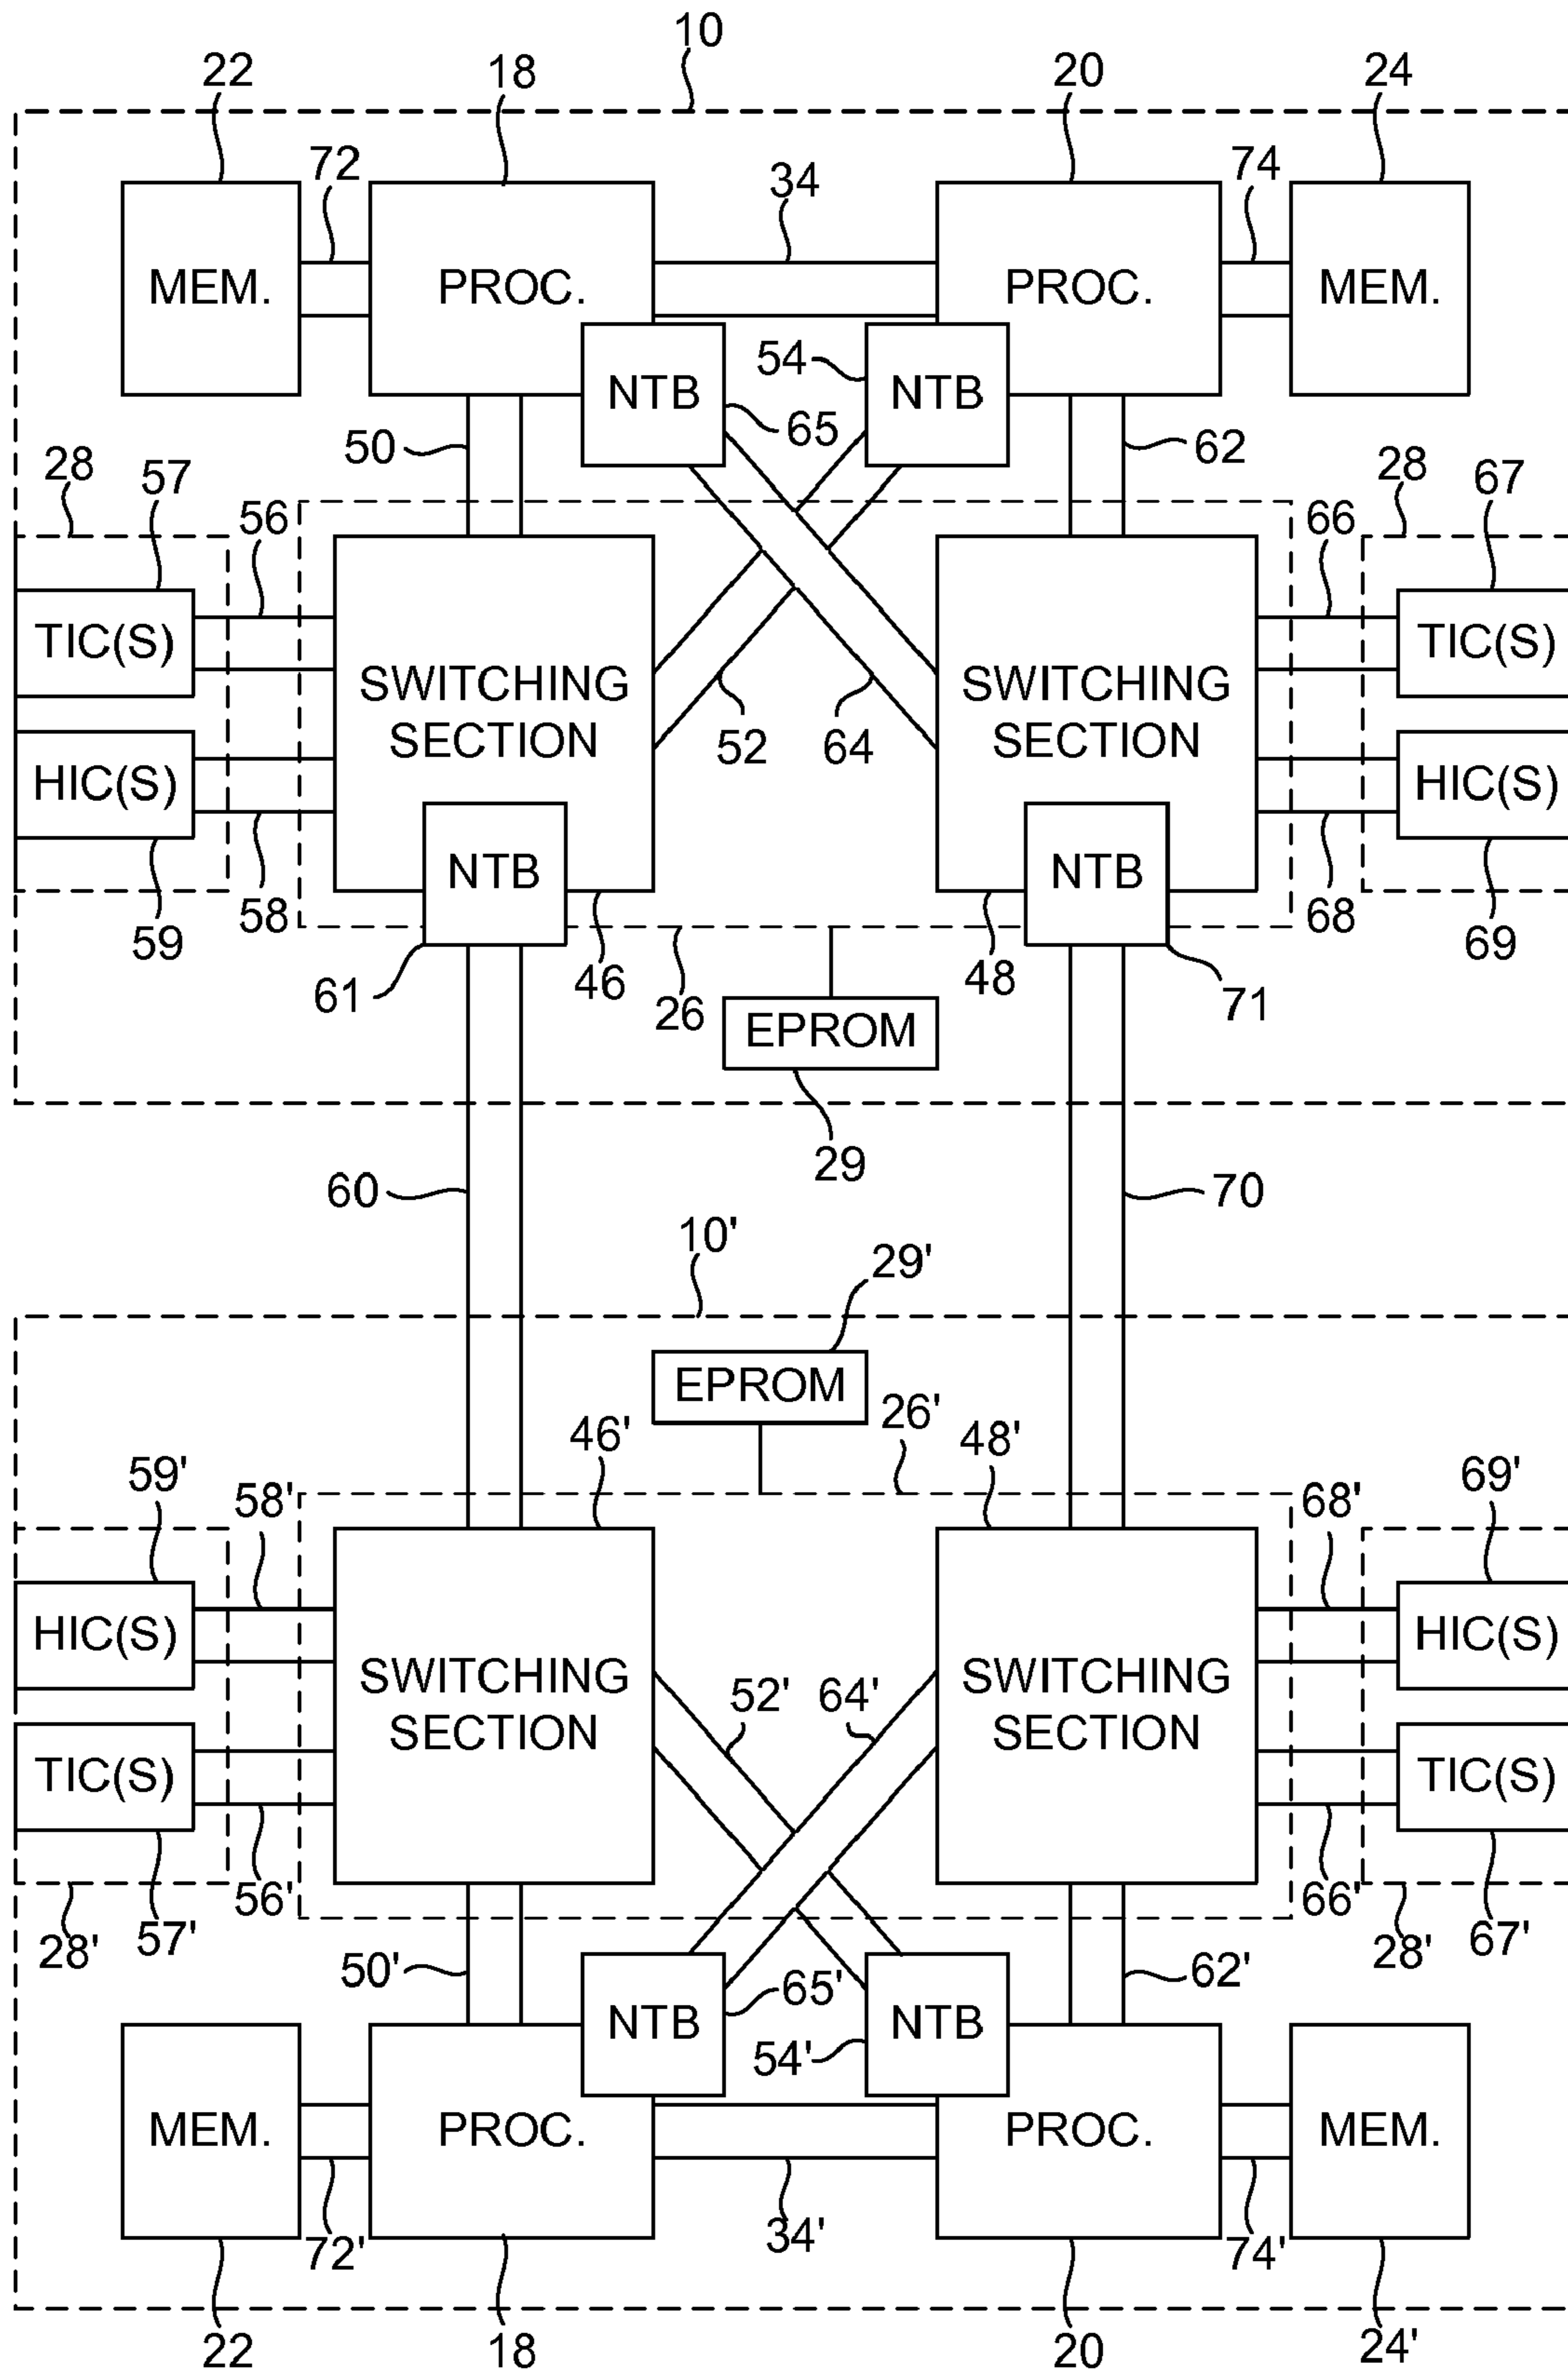 10
22
18
20
24
72
34
74
MEM.
PROC.
PROC.
MEM.
54
NTB
NTB
65
50
62
28
57
56
66
28
67
TIC(S)
TIC(S)
SWITCHING
SECTION
SWITCHING
SECTION
52
64
HIC(S)
HIC(S)
NTB
NTB
59
58
68
69
61
46
26
48
71
EPROM
29
60
70
10'
29'
EPROM
26'
46'
48'
59'
58'
68'
69'
HIC(S)
HIC(S)
SWITCHING
SECTION
SWITCHING
SECTION
52'
64'
TIC(S)
TIC(S)
56'
66'
57'
67'
28'
28'
50'
62'
65'
NTB
NTB
54'
MEM.
PROC.
PROC.
MEM.
72'
34'
74'
22
18
20
24'